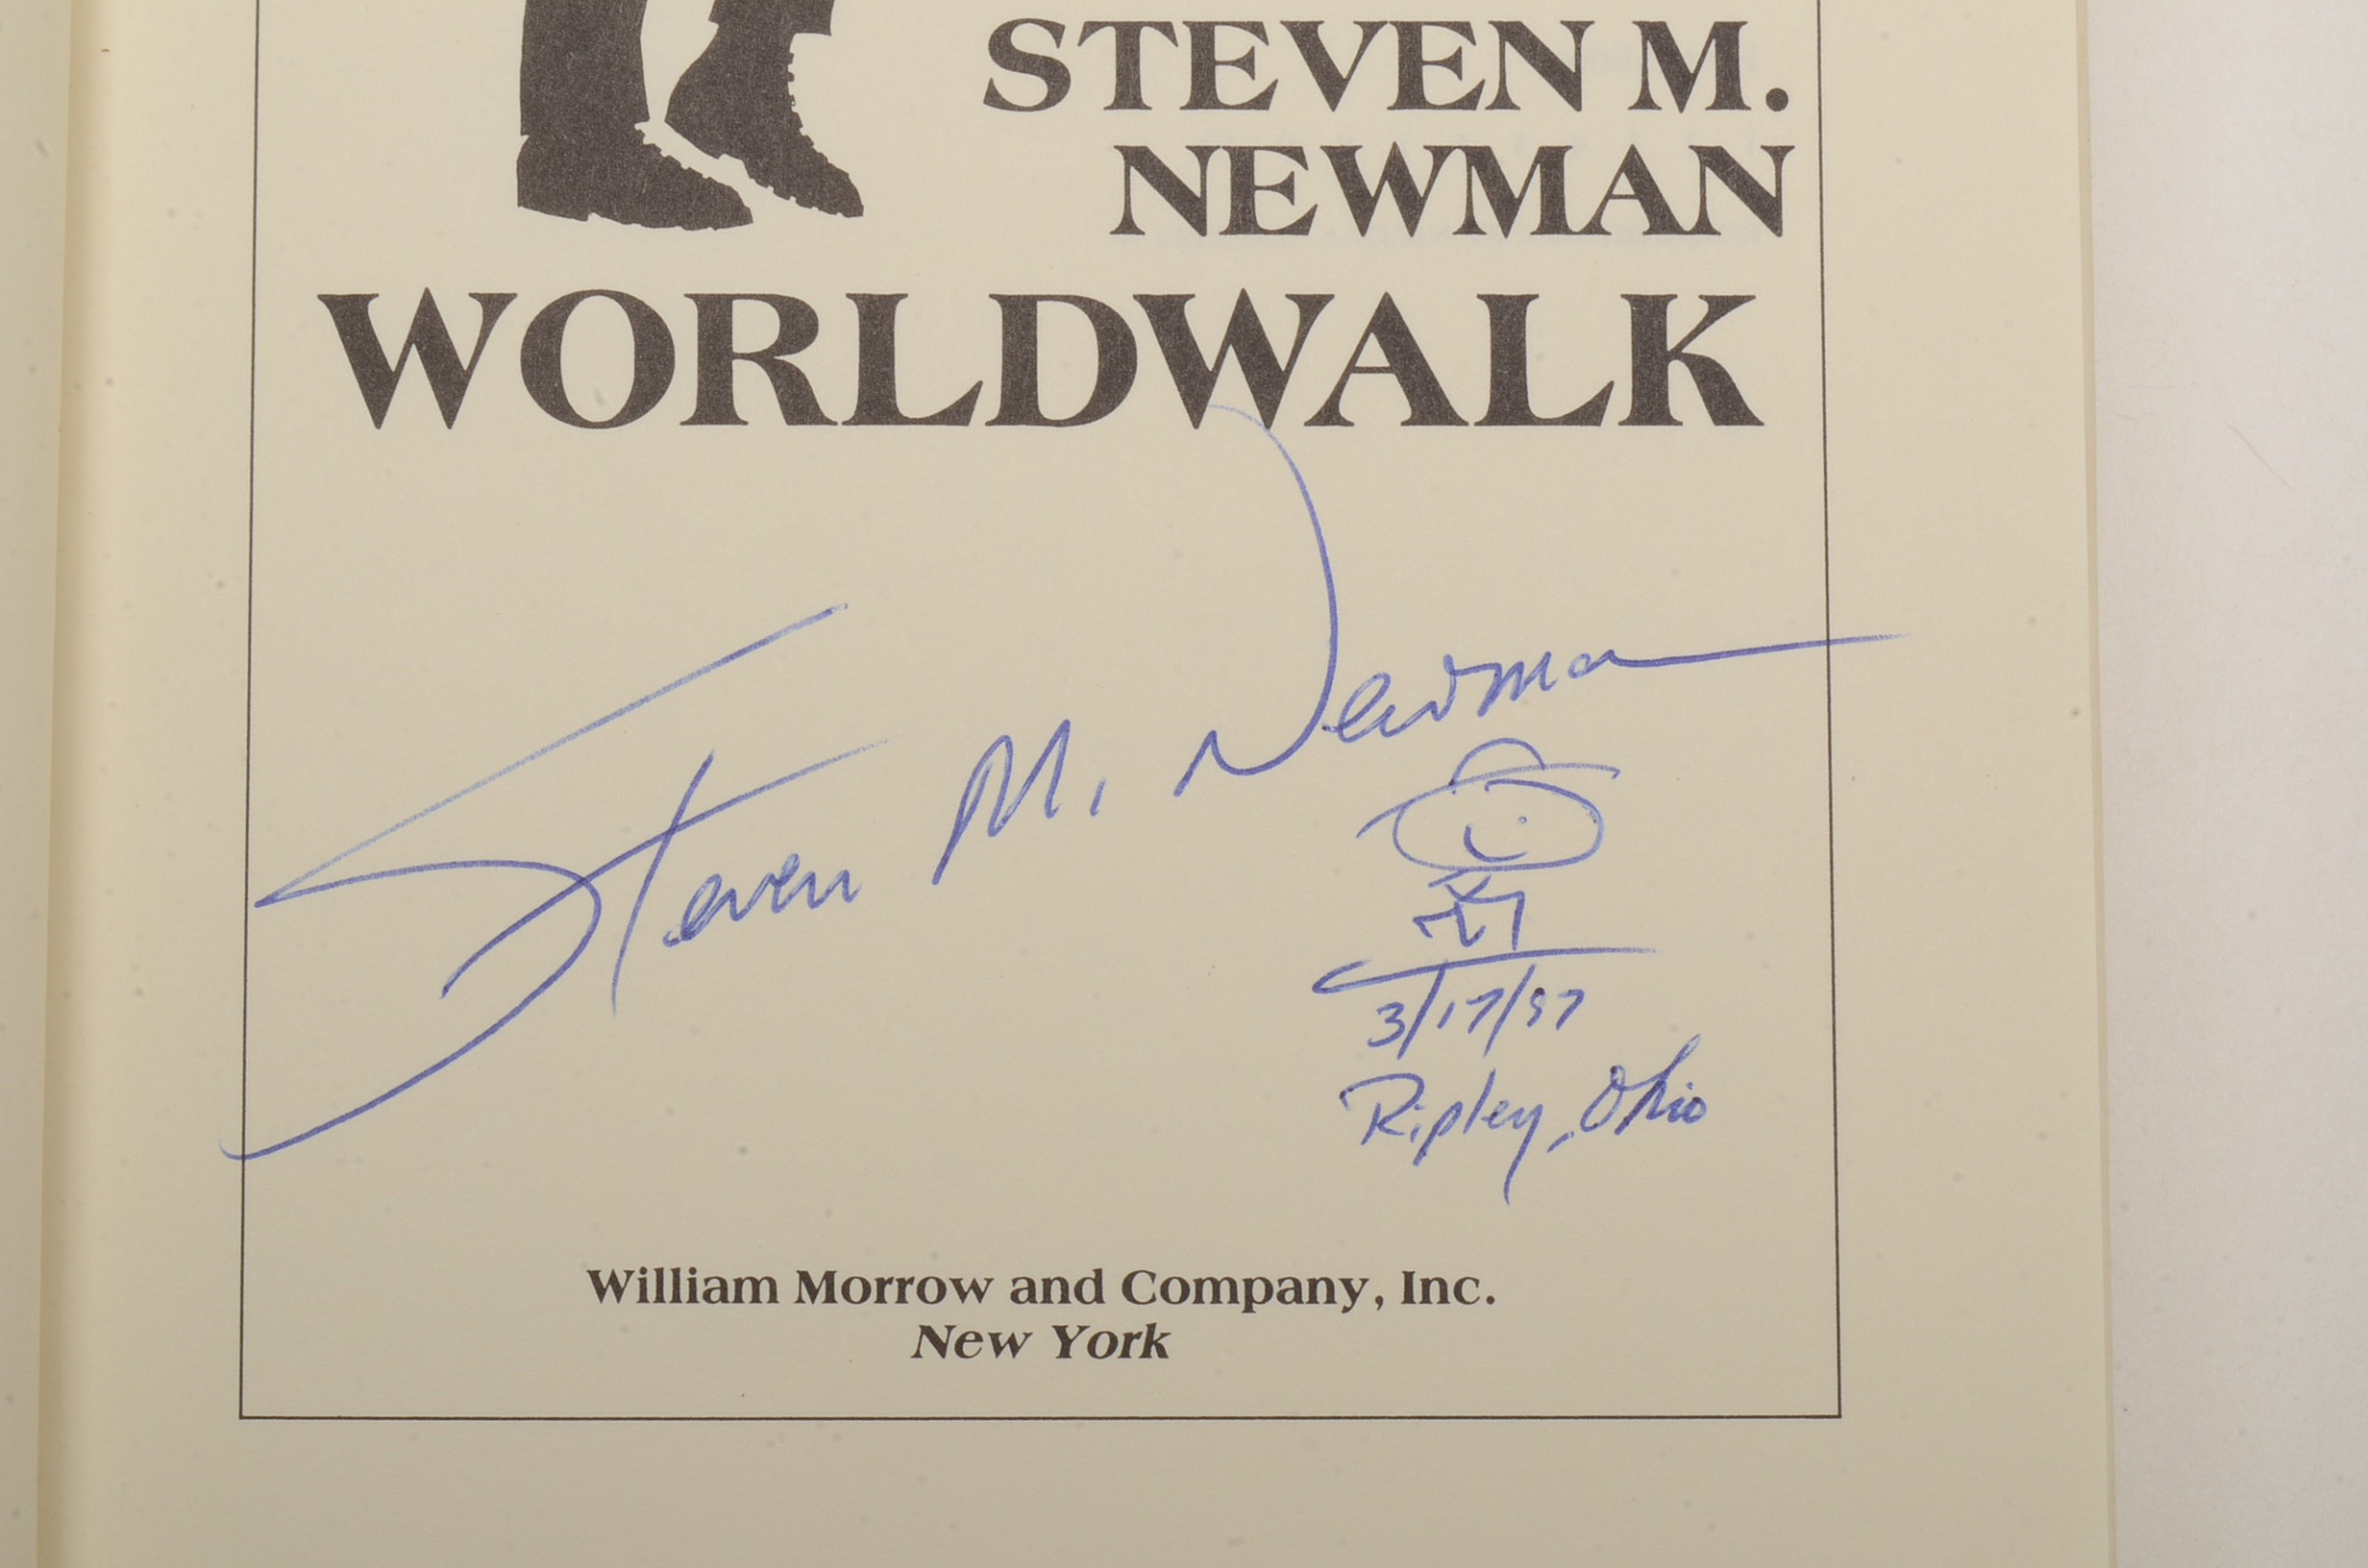 STEVEN M.
NEWMAN
WORLDWALK
Steven M. Newman
3/17/97
Ripley, Ohio
William Morrow and Company, Inc.
New York